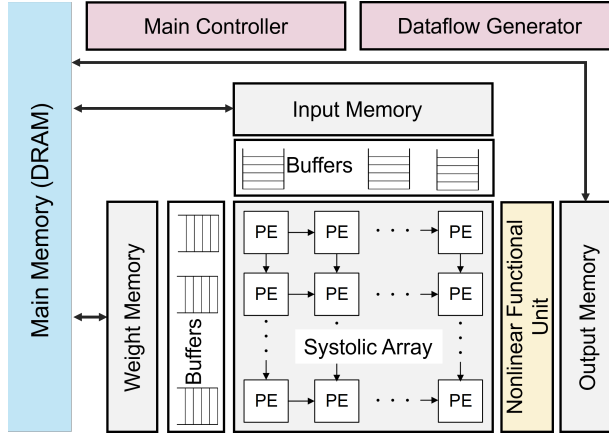 Main Controller
Dataflow Generator
Main Memory (DRAM)
Input Memory
Buffers
Weight Memory
Buffers
PE PE PE
PE PE PE
Systolic Array
PE PE PE
Nonlinear Functional
Unit
Output Memory